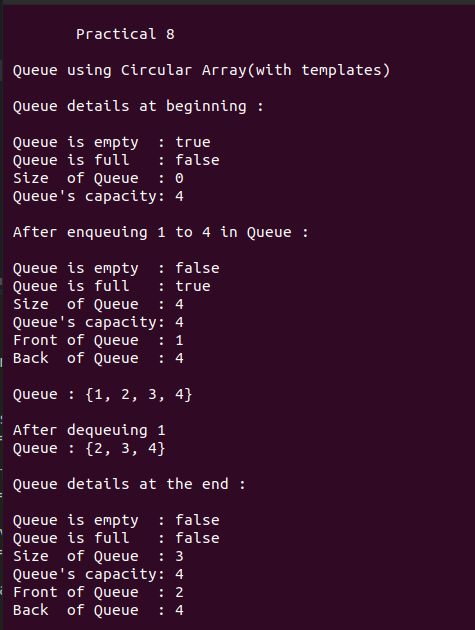 Practical 8
Queue using Circular Array(with templates)
Queue details at beginning :
Queue is empty  : true
Queue is full   : false
Size  of Queue  : 0
Queue's capacity: 4
After enqueuing 1 to 4 in Queue :
Queue is empty  : false
Queue is full   : true
Size  of Queue  : 4
Queue's capacity: 4
Front of Queue  : 1
Back  of Queue  : 4
Queue : {1, 2, 3, 4}
After dequeuing 1
Queue : {2, 3, 4}
Queue details at the end :
Queue is empty  : false
Queue is full   : false
Size  of Queue  : 3
Queue's capacity: 4
Front of Queue  : 2
Back  of Queue  : 4